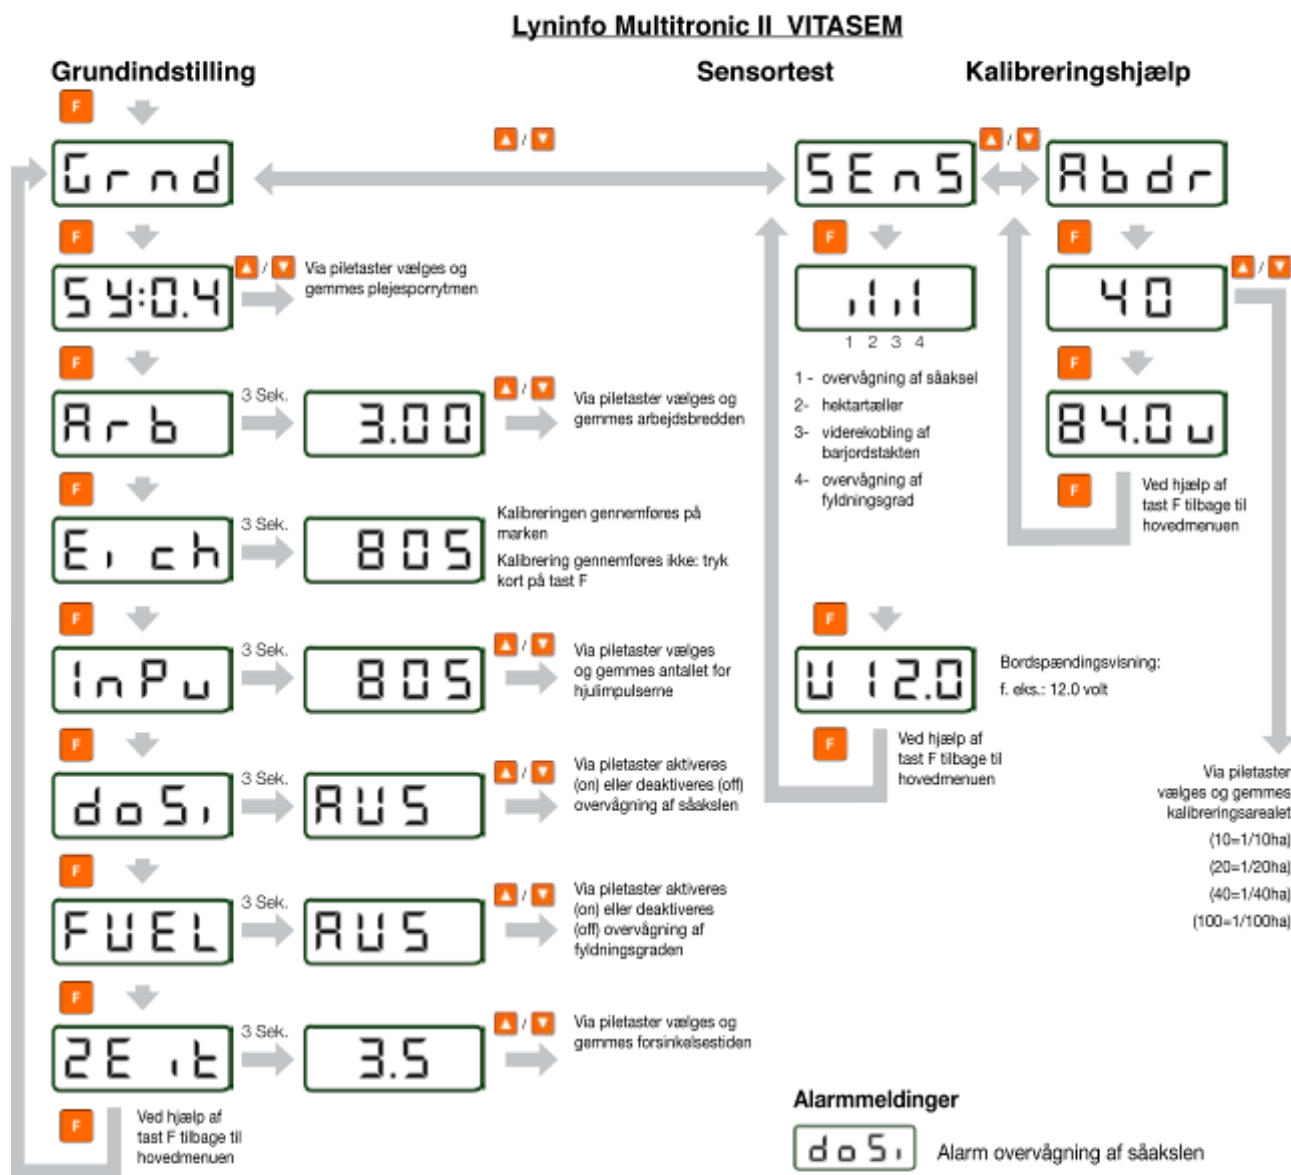 Lyninfo Multitronic II VITASEM
Grundindstilling
Sensortest
Kalibreringshjælp
F
▲ / ▼
▲ / ▼
Grnd
SEnS
Abdr
F
F
F
SY:0.4
▲ / ▼
Via piletaster vælges og
gemmes plejesporrytmen
1 2 3 4
40
▲ / ▼
F
F
Arb
3 Sek.
3.00
▲ / ▼
Via piletaster vælges og
gemmes arbejdsbredden
1 - overvågning af såaksel
2- hektartæller
3- viderekobling af
barjordstakten
4- overvågning af
fyldningsgrad
84.0u
F
Ved hjælp af
tast F tilbage til
hovedmenuen
F
Eich
3 Sek.
805
Kalibreringen gennemføres på
marken
Kalibrering gennemføres ikke: tryk
kort på tast F
F
InPu
3 Sek.
805
▲ / ▼
Via piletaster vælges
og gemmes antallet for
hjulimpulserne
F
U12.0
Bordspændingsvisning:
f. eks.: 12.0 volt
F
Ved hjælp af
tast F tilbage til
hovedmenuen
F
doSi
3 Sek.
AUS
▲ / ▼
Via piletaster aktiveres
(on) eller deaktiveres (off)
overvågning af såakslen
Via piletaster
vælges og gemmes
kalibreringsarealet
(10=1/10ha)
(20=1/20ha)
(40=1/40ha)
(100=1/100ha)
F
FUEL
3 Sek.
AUS
▲ / ▼
Via piletaster aktiveres
(on) eller deaktiveres
(off) overvågning af
fyldningsgraden
F
ZEit
3 Sek.
3.5
▲ / ▼
Via piletaster vælges og
gemmes forsinkelsestiden
F
Ved hjælp af
tast F tilbage til
hovedmenuen
Alarmmeldinger
doSi
Alarm overvågning af såakslen